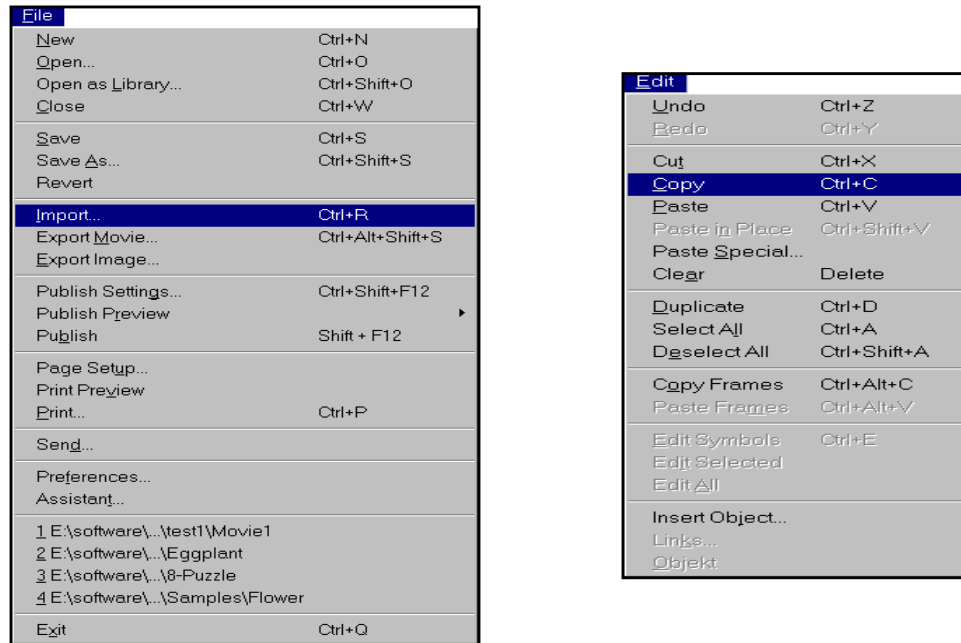 File
New Ctrl+N
Open... Ctrl+O
Open as Library... Ctrl+Shift+O
Close Ctrl+W
Save Ctrl+S
Save As... Ctrl+Shift+S
Revert
Import... Ctrl+R
Export Movie... Ctrl+Alt+Shift+S
Export Image...
Publish Settings... Ctrl+Shift+F12
Publish Preview
Publish Shift + F12
Page Setup...
Print Preview
Print... Ctrl+P
Send...
Preferences...
Assistant...
1 E:\software\...\test1\Movie1
2 E:\software\...\Eggplant
3 E:\software\...\8-Puzzle
4 E:\software\...\Samples\Flower
Exit Ctrl+Q
Edit
Undo Ctrl+Z
Redo Ctrl+Y
Cut Ctrl+X
Copy Ctrl+C
Paste Ctrl+V
Paste in Place Ctrl+Shift+V
Paste Special...
Clear Delete
Duplicate Ctrl+D
Select All Ctrl+A
Deselect All Ctrl+Shift+A
Copy Frames Ctrl+Alt+C
Paste Frames Ctrl+Alt+V
Edit Symbols Ctrl+E
Edit Selected
Edit All
Insert Object...
Links...
Objekt